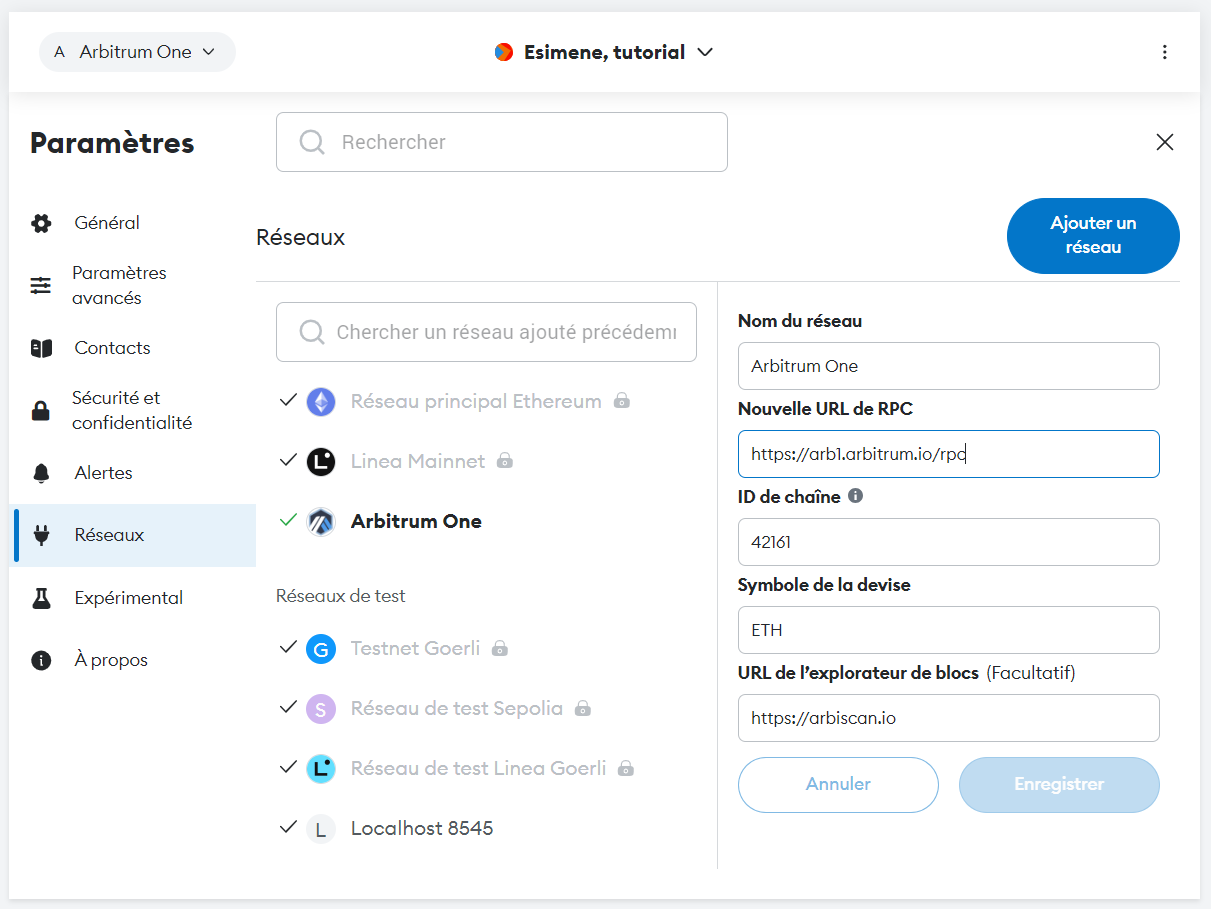 A Arbitrum One
Esimene, tutorial
Paramètres
Rechercher
Général
Paramètres
avancés
Contacts
Sécurité et
confidentialité
Alertes
Réseaux
Expérimental
À propos
Réseaux
Ajouter un
réseau
Chercher un réseau ajouté précédemr
Réseau principal Ethereum
L Linea Mainnet
Arbitrum One
Réseaux de test
G Testnet Goerli
S Réseau de test Sepolia
L Réseau de test Linea Goerli
L Localhost 8545
Nom du réseau
Arbitrum One
Nouvelle URL de RPC
https://arb1.arbitrum.io/rpc
ID de chaîne
42161
Symbole de la devise
ETH
URL de l’explorateur de blocs (Facultatif)
https://arbiscan.io
Annuler
Enregistrer